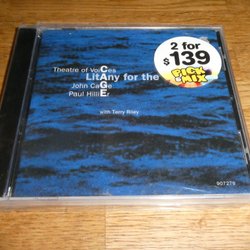 2 for
$139
PICK
n MIX
Theatre of VoiCes
LitAny for the
John CaGe
Paul HilliEr
with Terry Riley
907279